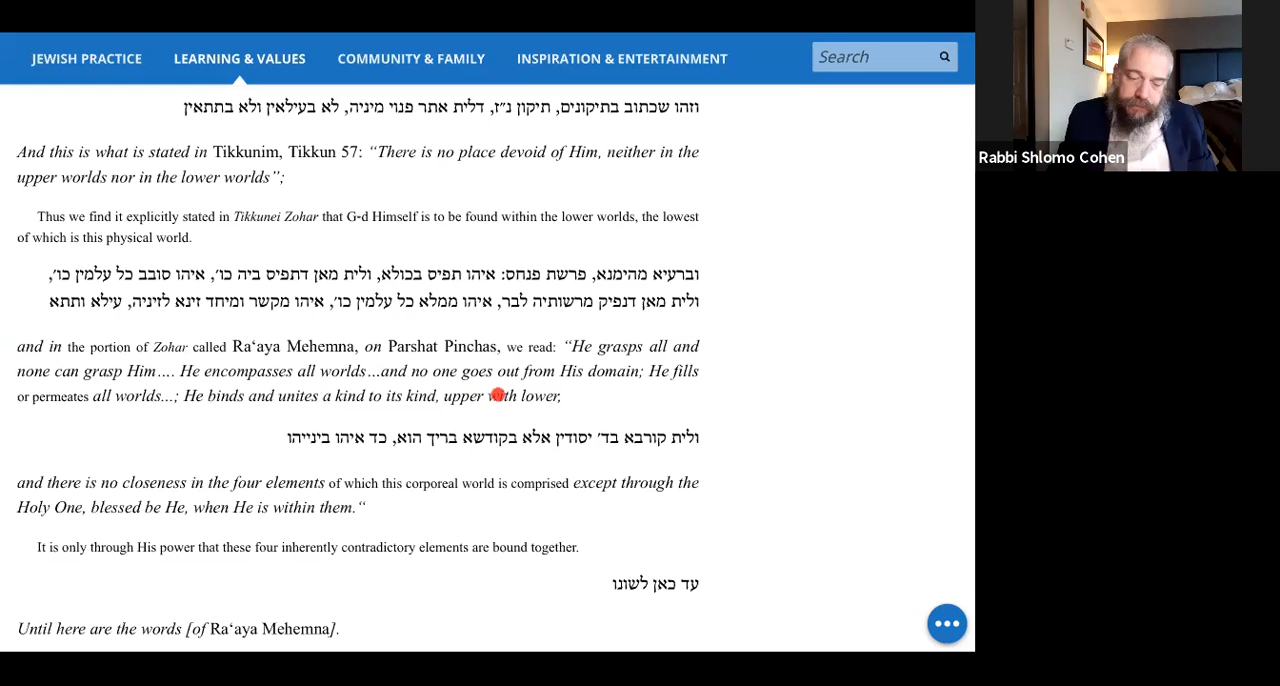 JEWISH PRACTICE LEARNING & VALUES COMMUNITY & FAMILY INSPIRATION & ENTERTAINMENT Search
וזהו שכתוב בתיקונים, תיקון נ״ז, דלית אתר פנוי מיניה, לא בעילאין ולא בתתאין
And this is what is stated in Tikkunim, Tikkun 57: “There is no place devoid of Him, neither in the
upper worlds nor in the lower worlds”;
Thus we find it explicitly stated in Tikkunei Zohar that G-d Himself is to be found within the lower worlds, the lowest
of which is this physical world.
וברעיא מהימנא, פרשת פנחס: איהו תפיס בכולא, ולית מאן דתפיס ביה כו׳, איהו סובב כל עלמין כו׳,
ולית מאן דנפיק מרשותיה לבר, איהו ממלא כל עלמין כו׳, איהו מקשר ומיחד זינא לזיניה, עילא ותתא
and in the portion of Zohar called Ra‘aya Mehemna, on Parshat Pinchas, we read: “He grasps all and
none can grasp Him…. He encompasses all worlds…and no one goes out from His domain; He fills
or permeates all worlds...; He binds and unites a kind to its kind, upper with lower,
ולית קורבא בד׳ יסודין אלא בקודשא בריך הוא, כד איהו ביניייהו
and there is no closeness in the four elements of which this corporeal world is comprised except through the
Holy One, blessed be He, when He is within them.“
It is only through His power that these four inherently contradictory elements are bound together.
עד כאן לשונו
Until here are the words [of Ra‘aya Mehemna].
Rabbi Shlomo Cohen